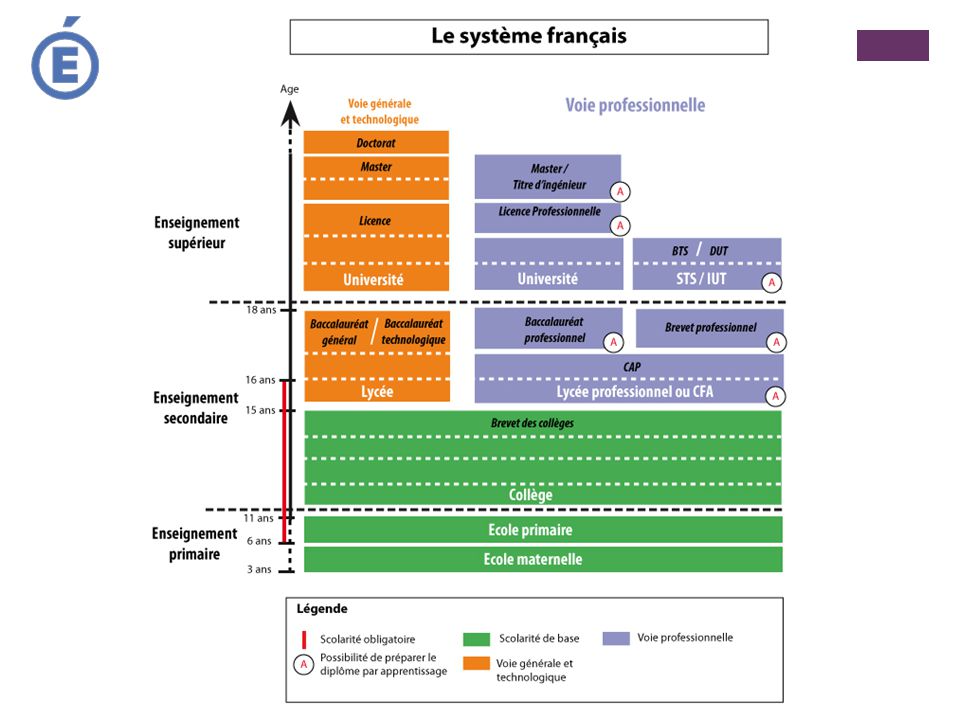 É
Le système français
Age
Voie générale
et technologique
Voie professionnelle
Doctorat
Master
Master /
Titre d'ingénieur
A
Licence Professionnelle
A
Enseignement
supérieur
Licence
BTS / DUT
Université
Université
STS / IUT
A
18 ans
Baccalauréat
général
/
Baccalauréat
technologique
Baccalauréat
professionnel
A
Brevet professionnel
A
CAP
16 ans
Lycée
Lycée professionnel ou CFA
A
Enseignement
secondaire
15 ans
Brevet des collèges
Collège
11 ans
Ecole primaire
Enseignement
primaire
6 ans
Ecole maternelle
3 ans
Légende
Scolarité obligatoire
Scolarité de base
Voie professionnelle
A
Possibilité de préparer le
diplôme par apprentissage
Voie générale et
technologique